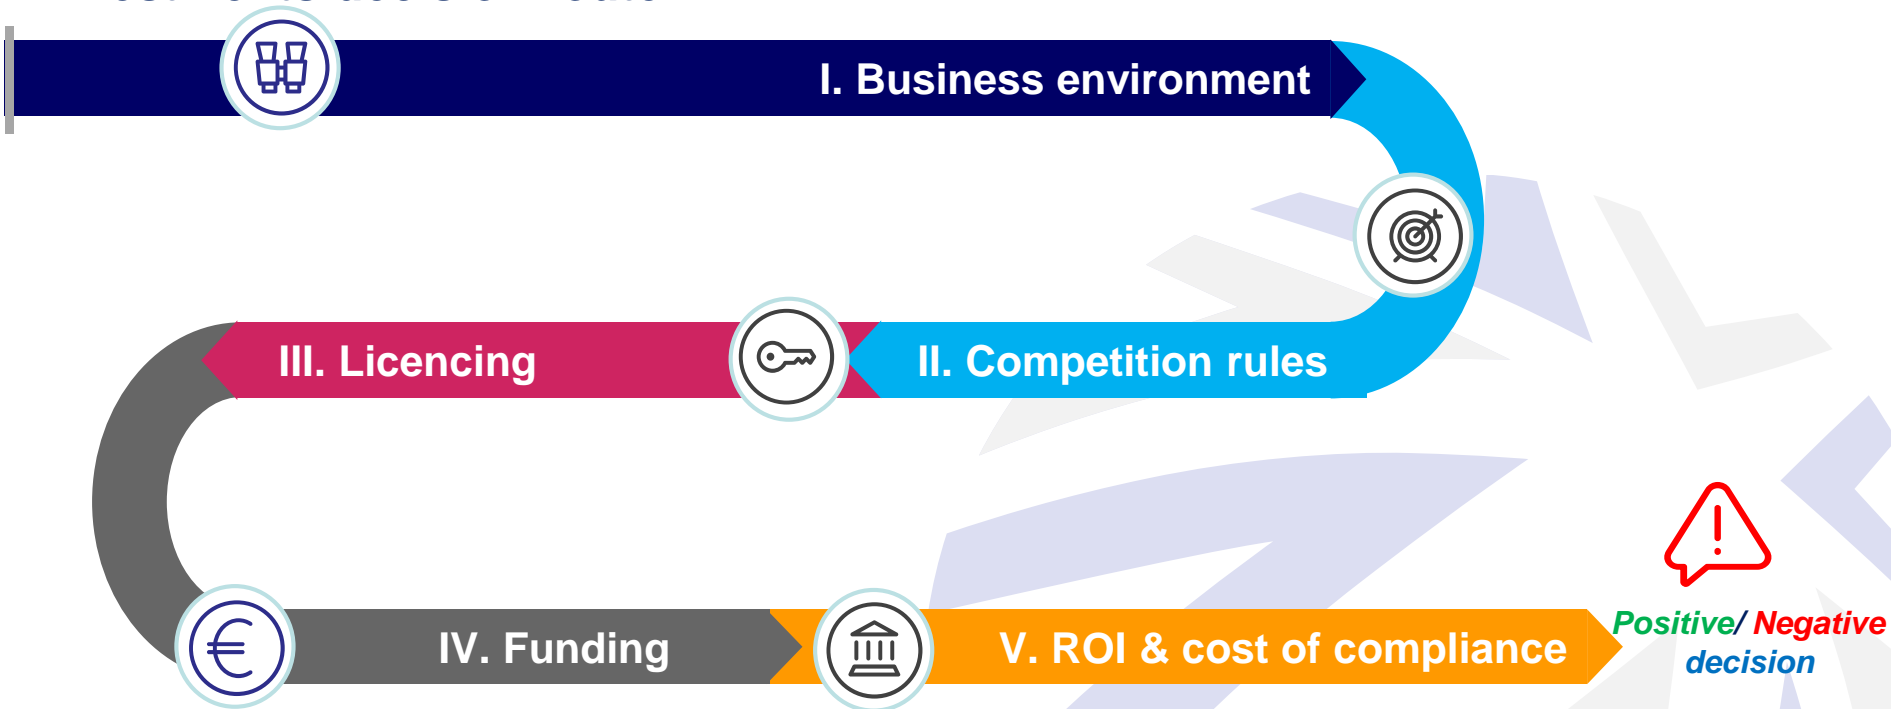 I. Business environment
III. Licencing
II. Competition rules
IV. Funding
V. ROI & cost of compliance
Positive/ Negative
decision